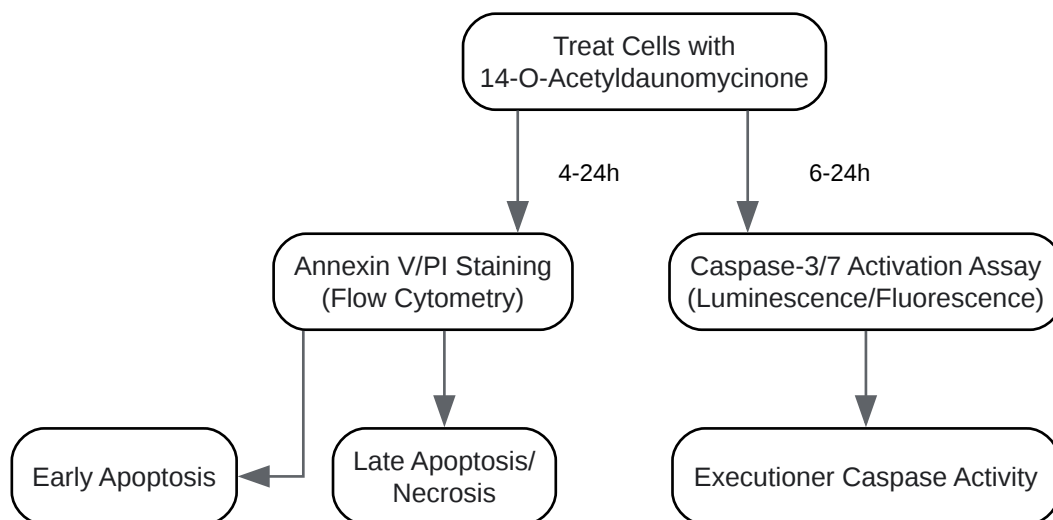 Treat Cells with
14-O-Acetyldaunomycinone
4-24h
6-24h
Annexin V/PI Staining
(Flow Cytometry)
Caspase-3/7 Activation Assay
(Luminescence/Fluorescence)
Early Apoptosis
Late Apoptosis/
Necrosis
Executioner Caspase Activity